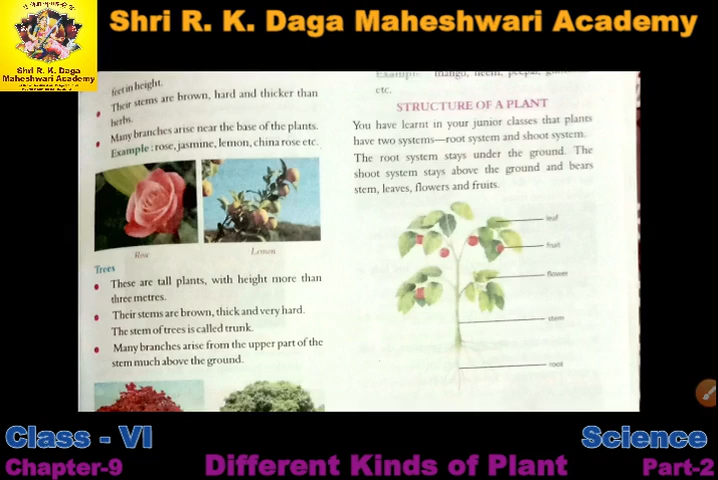 Shri R. K. Daga Maheshwari Academy
Shri R. K. Daga
Maheshwari Academy
feet in height.
Their stems are brown, hard and thicker than
herbs.
Many branches arise near the base of the plants.
Example : rose, jasmine, lemon, china rose etc.
Rose
Lemon
Trees
These are tall plants, with height more than
three metres.
Their stems are brown, thick and very hard.
The stem of trees is called trunk.
Many branches arise from the upper part of the
stem much above the ground.
Example: mango, neem, peepal,
etc.
STRUCTURE OF A PLANT
You have learnt in your junior classes that plants
have two systems—root system and shoot system.
The root system stays under the ground. The
shoot system stays above the ground and bears
stem, leaves, flowers and fruits.
leaf
fruit
flower
stem
root
Class - VI
Science
Chapter-9
Different Kinds of Plant
Part-2